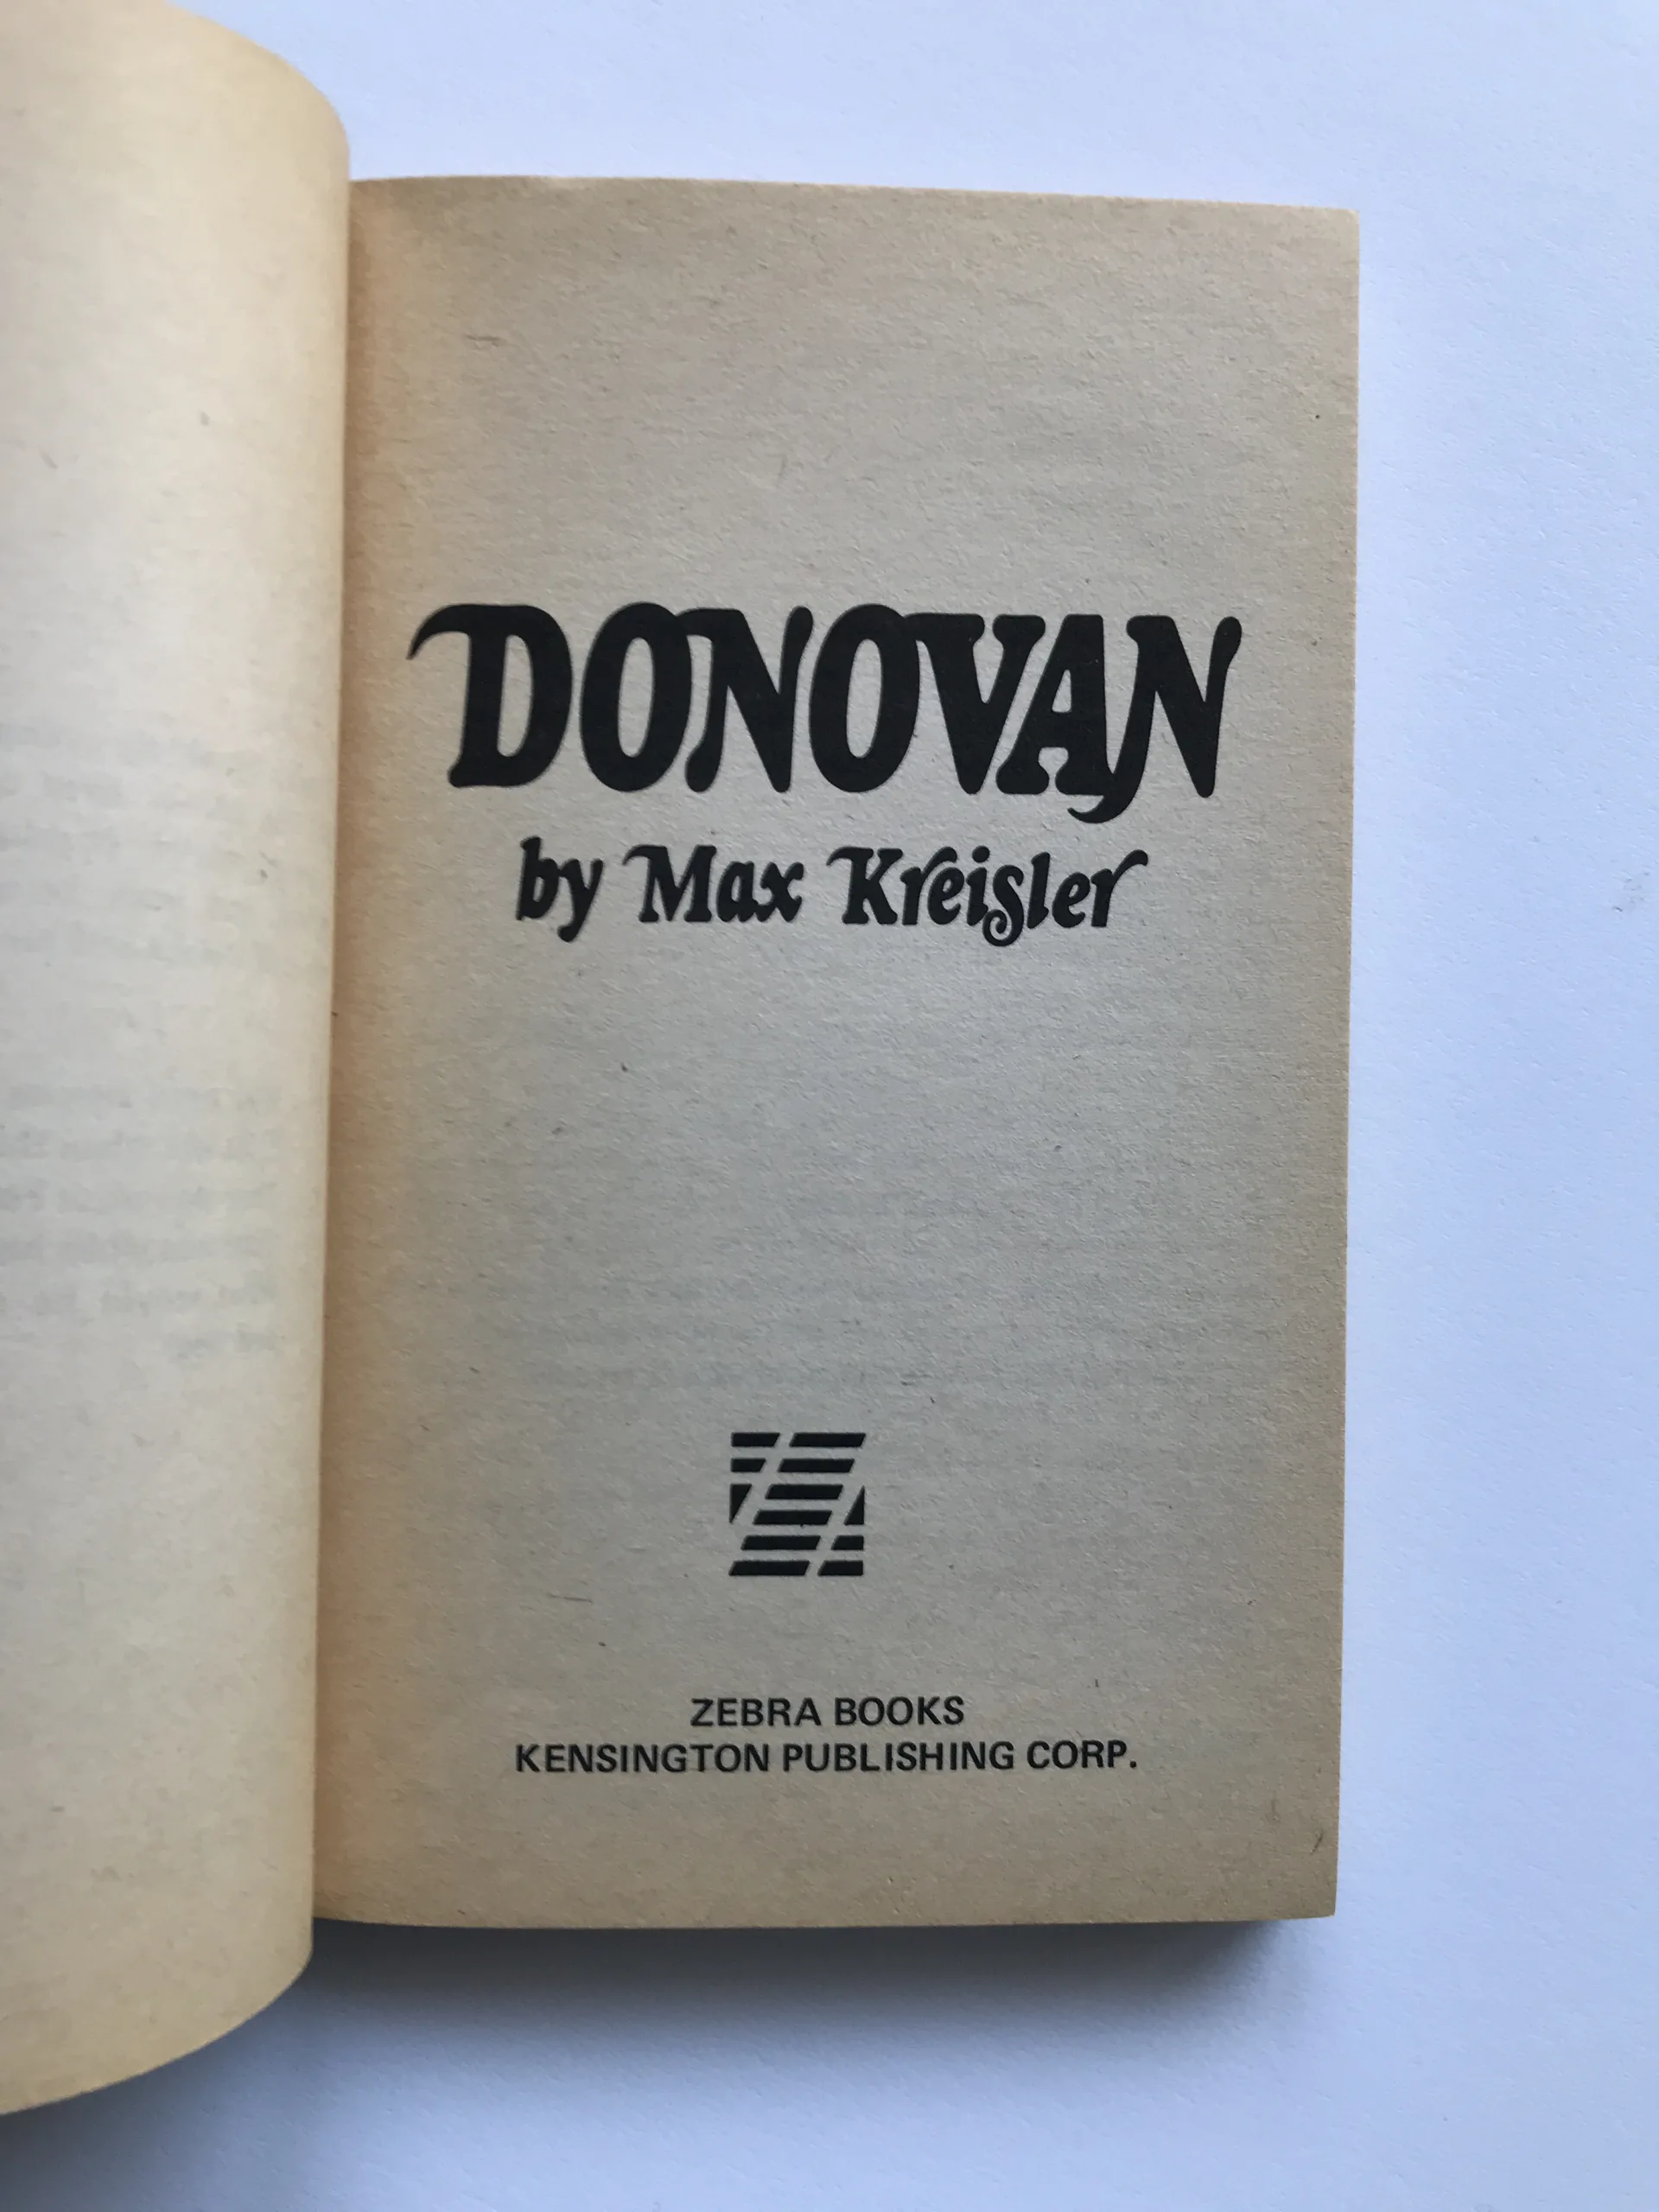 DONOVAN
by Max Kreisler
ZEBRA BOOKS
KENSINGTON PUBLISHING CORP.